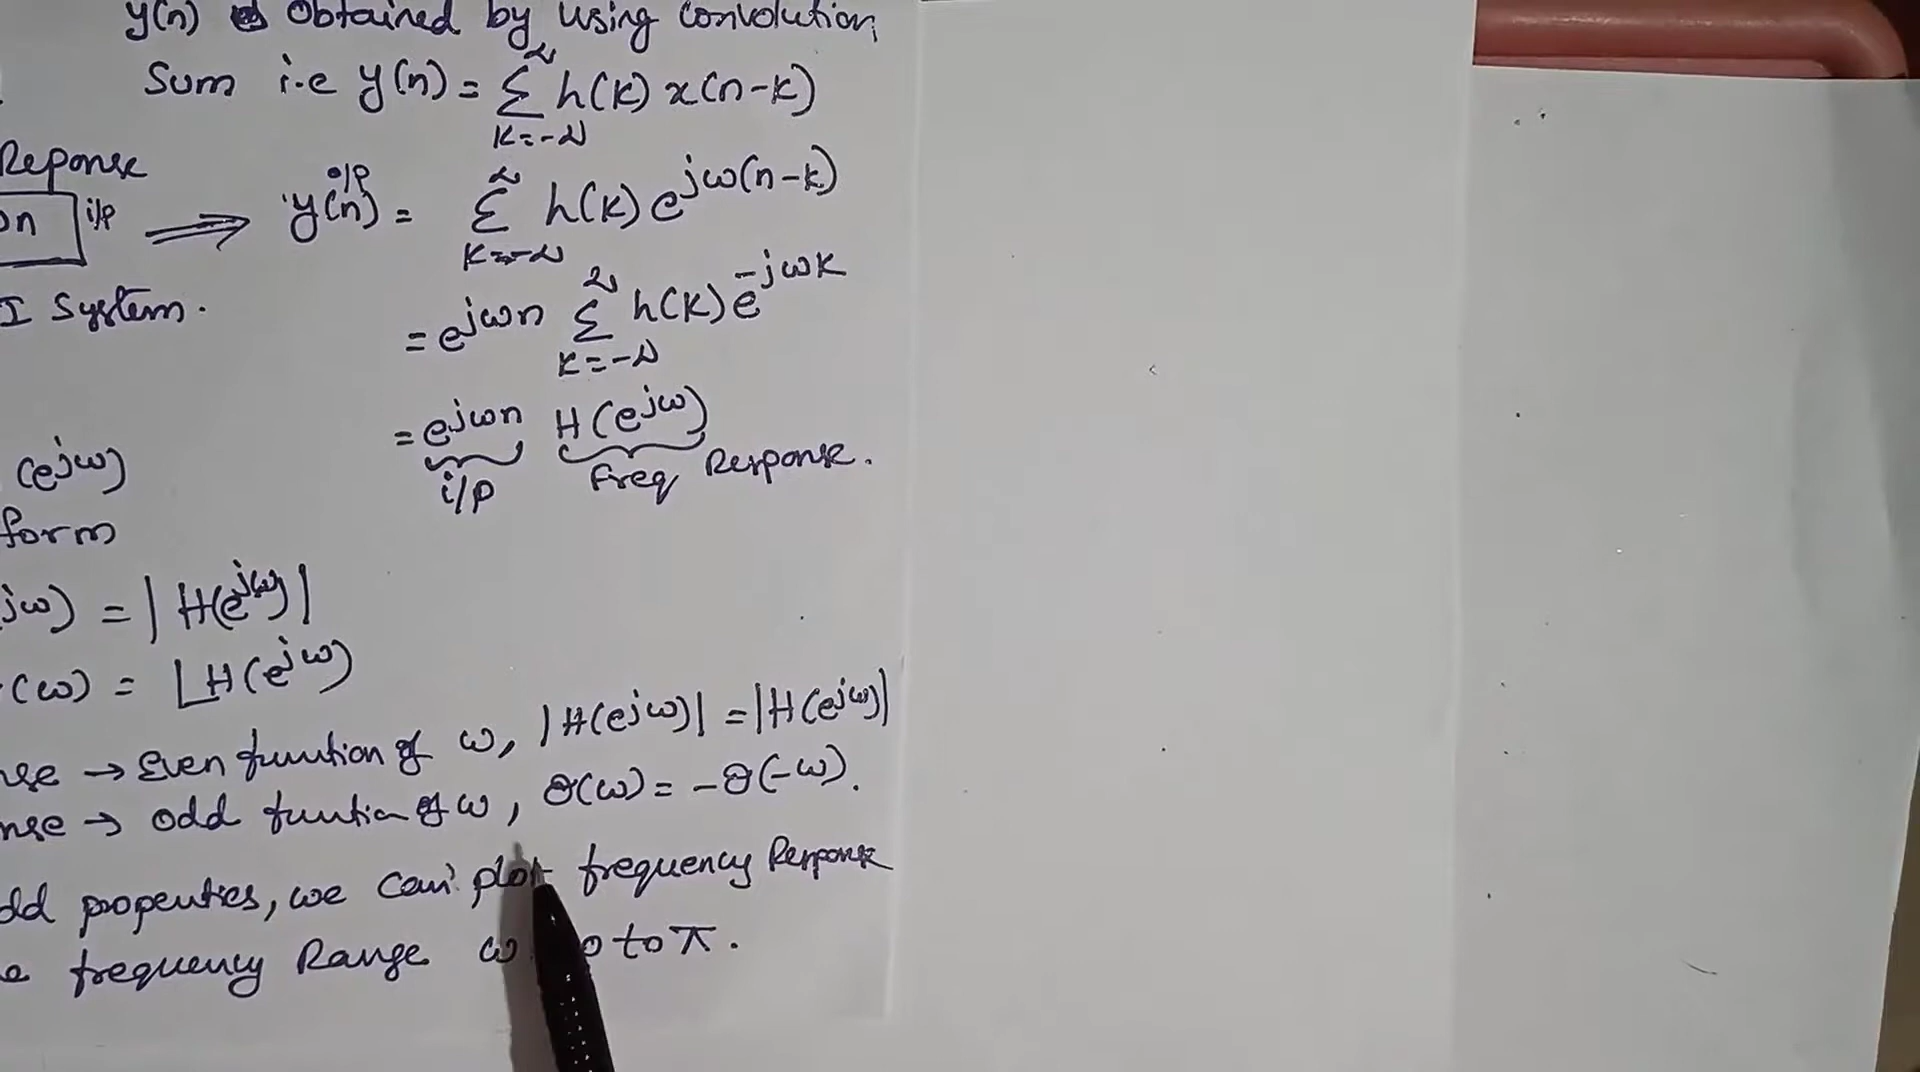 y(n) obtained by using convolution
Sum i.e y(n) = ∞ Σ k=-∞ h(k) x(n-k)
Reponse
on i/p ⟹ o/p y(n) = ∞ Σ k=-∞ h(k) e^jω(n-k)
I System.
= e^jωn ∞ Σ k=-∞ h(k) e^-jωk
= e^jωn H(e^jω)
i/p Freq Response.
(e^jω)
form
jω) = |H(e^jω)|
(ω) = ∠H(e^jω)
nse → Even function of ω, |H(e^jω)| = |H(e^jω)|
nse → odd function of ω, θ(ω) = -θ(-ω).
dd properties, we can plot frequency Response
e frequency Range ω 0 to π.